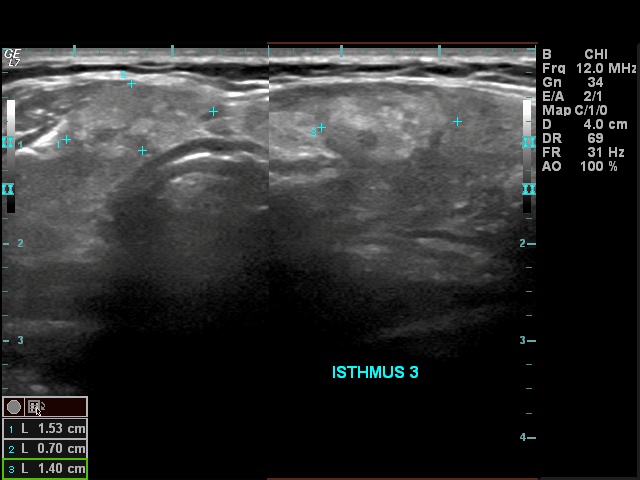 GE
L7
B CHI
Frq 12.0 MHz
Gn 34
E/A 2/1
Map C/1/0
D 4.0 cm
DR 69
FR 31 Hz
AO 100 %
1
2
3
2
3
4
1
3
ISTHMUS 3
1 L 1.53 cm
2 L 0.70 cm
3 L 1.40 cm